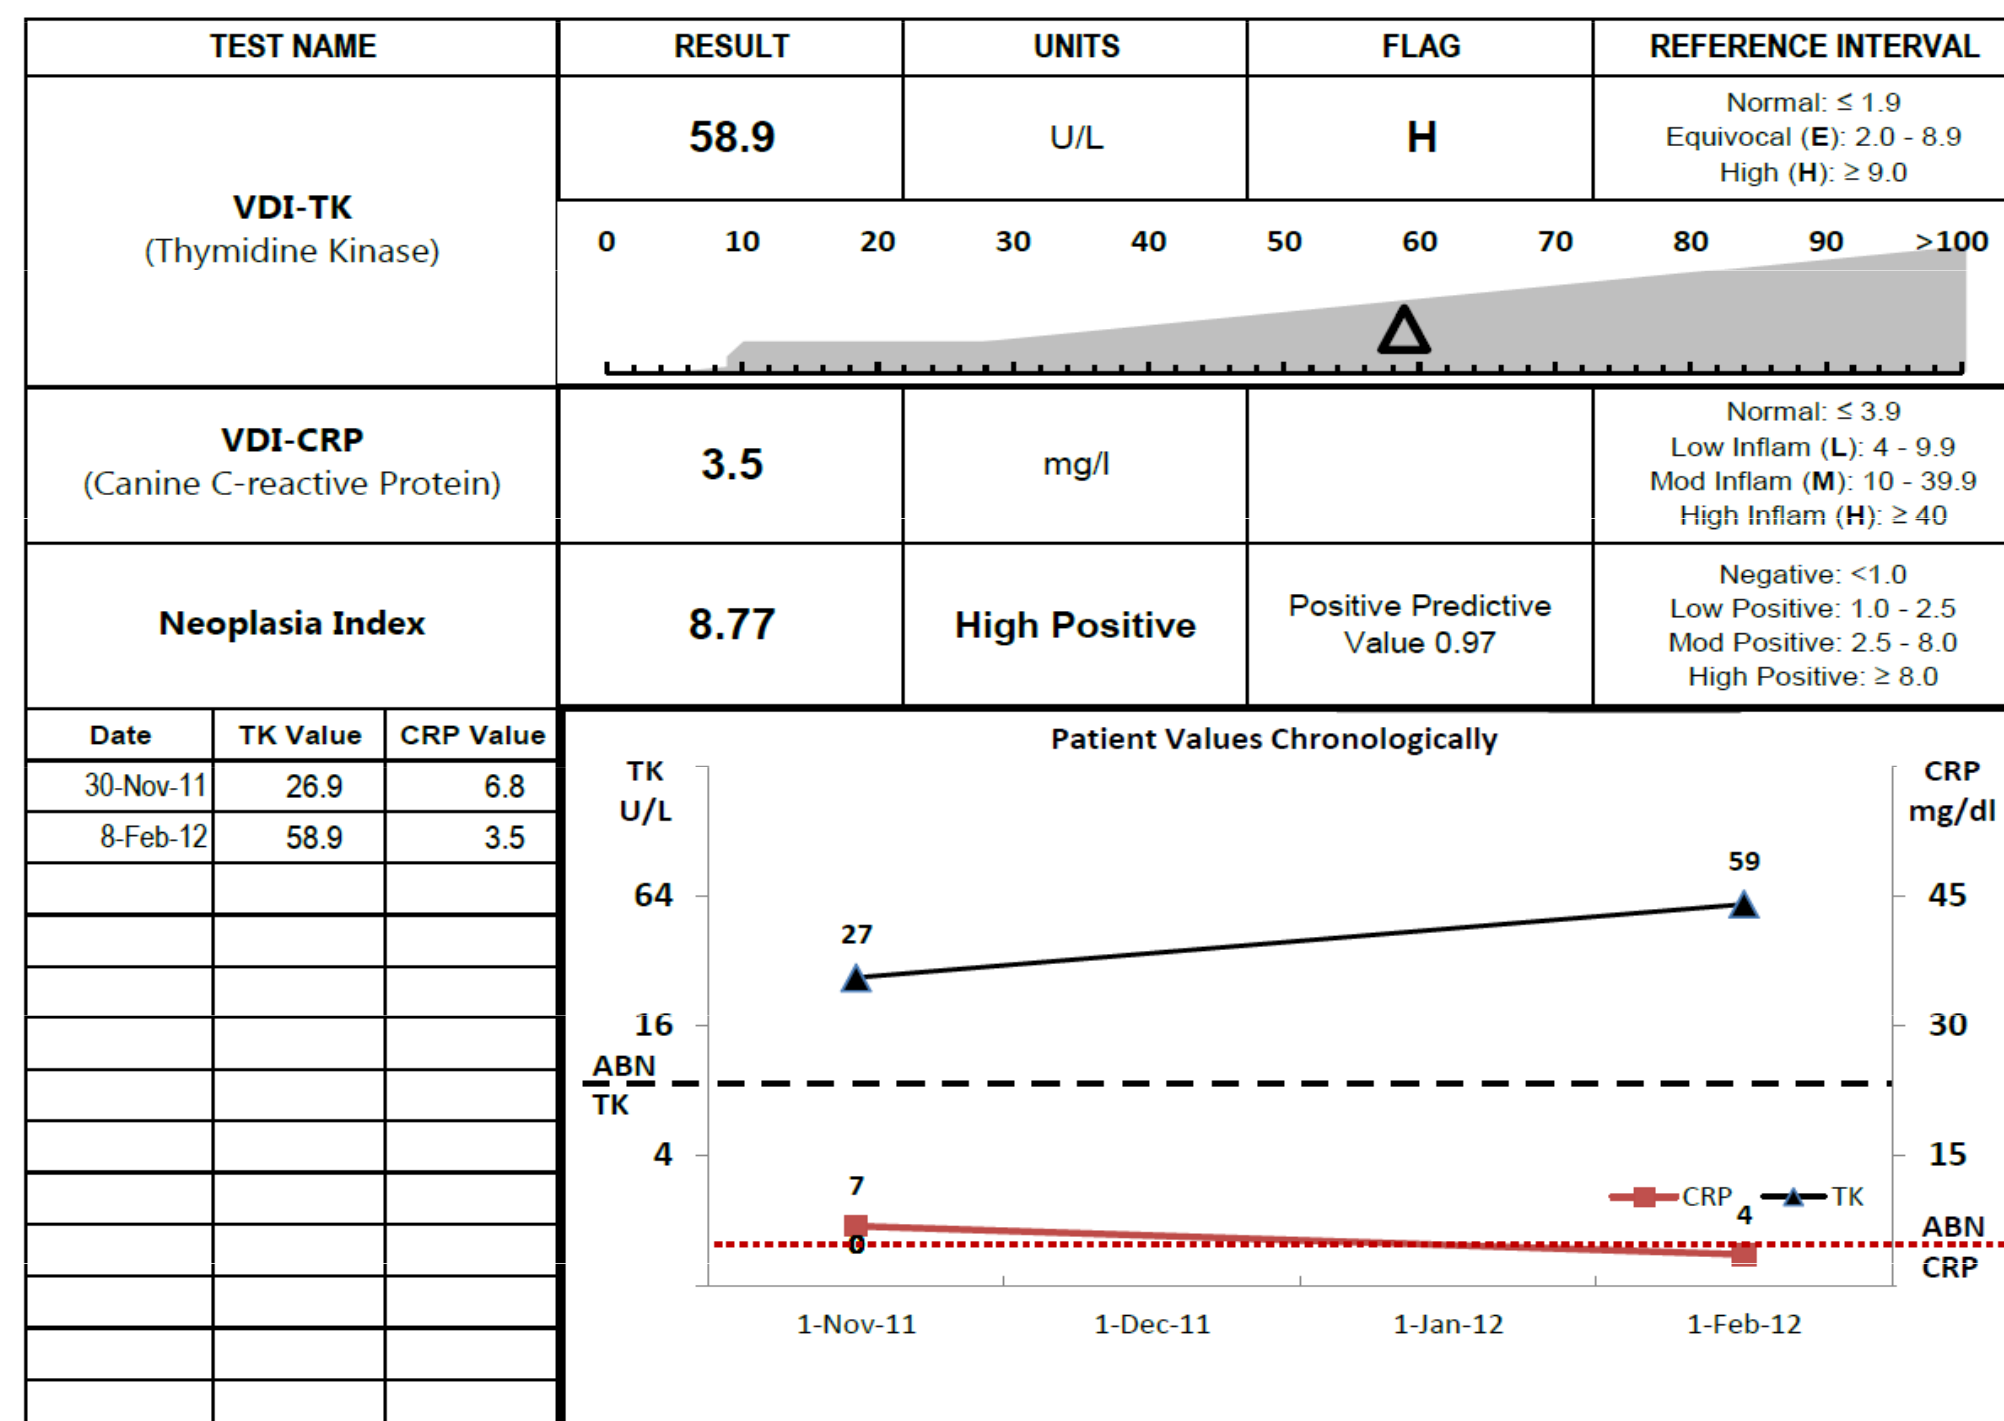 TEST NAME RESULT UNITS FLAG REFERENCE INTERVAL
VDI-TK
(Thymidine Kinase)
58.9 U/L H
Normal: ≤ 1.9
Equivocal (E): 2.0 - 8.9
High (H): ≥ 9.0
0 10 20 30 40 50 60 70 80 90 >100
VDI-CRP
(Canine C-reactive Protein)
3.5 mg/l
Normal: ≤ 3.9
Low Inflam (L): 4 - 9.9
Mod Inflam (M): 10 - 39.9
High Inflam (H): ≥ 40
Neoplasia Index
8.77 High Positive
Positive Predictive
Value 0.97
Negative: <1.0
Low Positive: 1.0 - 2.5
Mod Positive: 2.5 - 8.0
High Positive: ≥ 8.0
Date TK Value CRP Value
30-Nov-11 26.9 6.8
8-Feb-12 58.9 3.5
Patient Values Chronologically
TK
U/L
CRP
mg/dl
59
64
45
27
16
30
ABN
TK
4
15
7
CRP TK
4
0
ABN
CRP
1-Nov-11 1-Dec-11 1-Jan-12 1-Feb-12